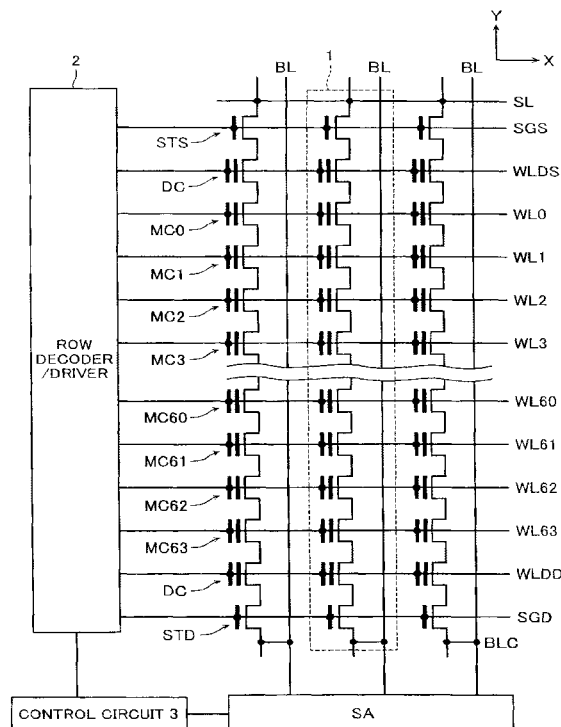 Y
X
2
BL
1
BL
BL
SL
STS
SGS
DC
WLDS
MC0
WL0
MC1
WL1
MC2
WL2
MC3
WL3
ROW
DECODER
/DRIVER
MC60
WL60
MC61
WL61
MC62
WL62
MC63
WL63
DC
WLDD
STD
SGD
BLC
CONTROL CIRCUIT 3
SA